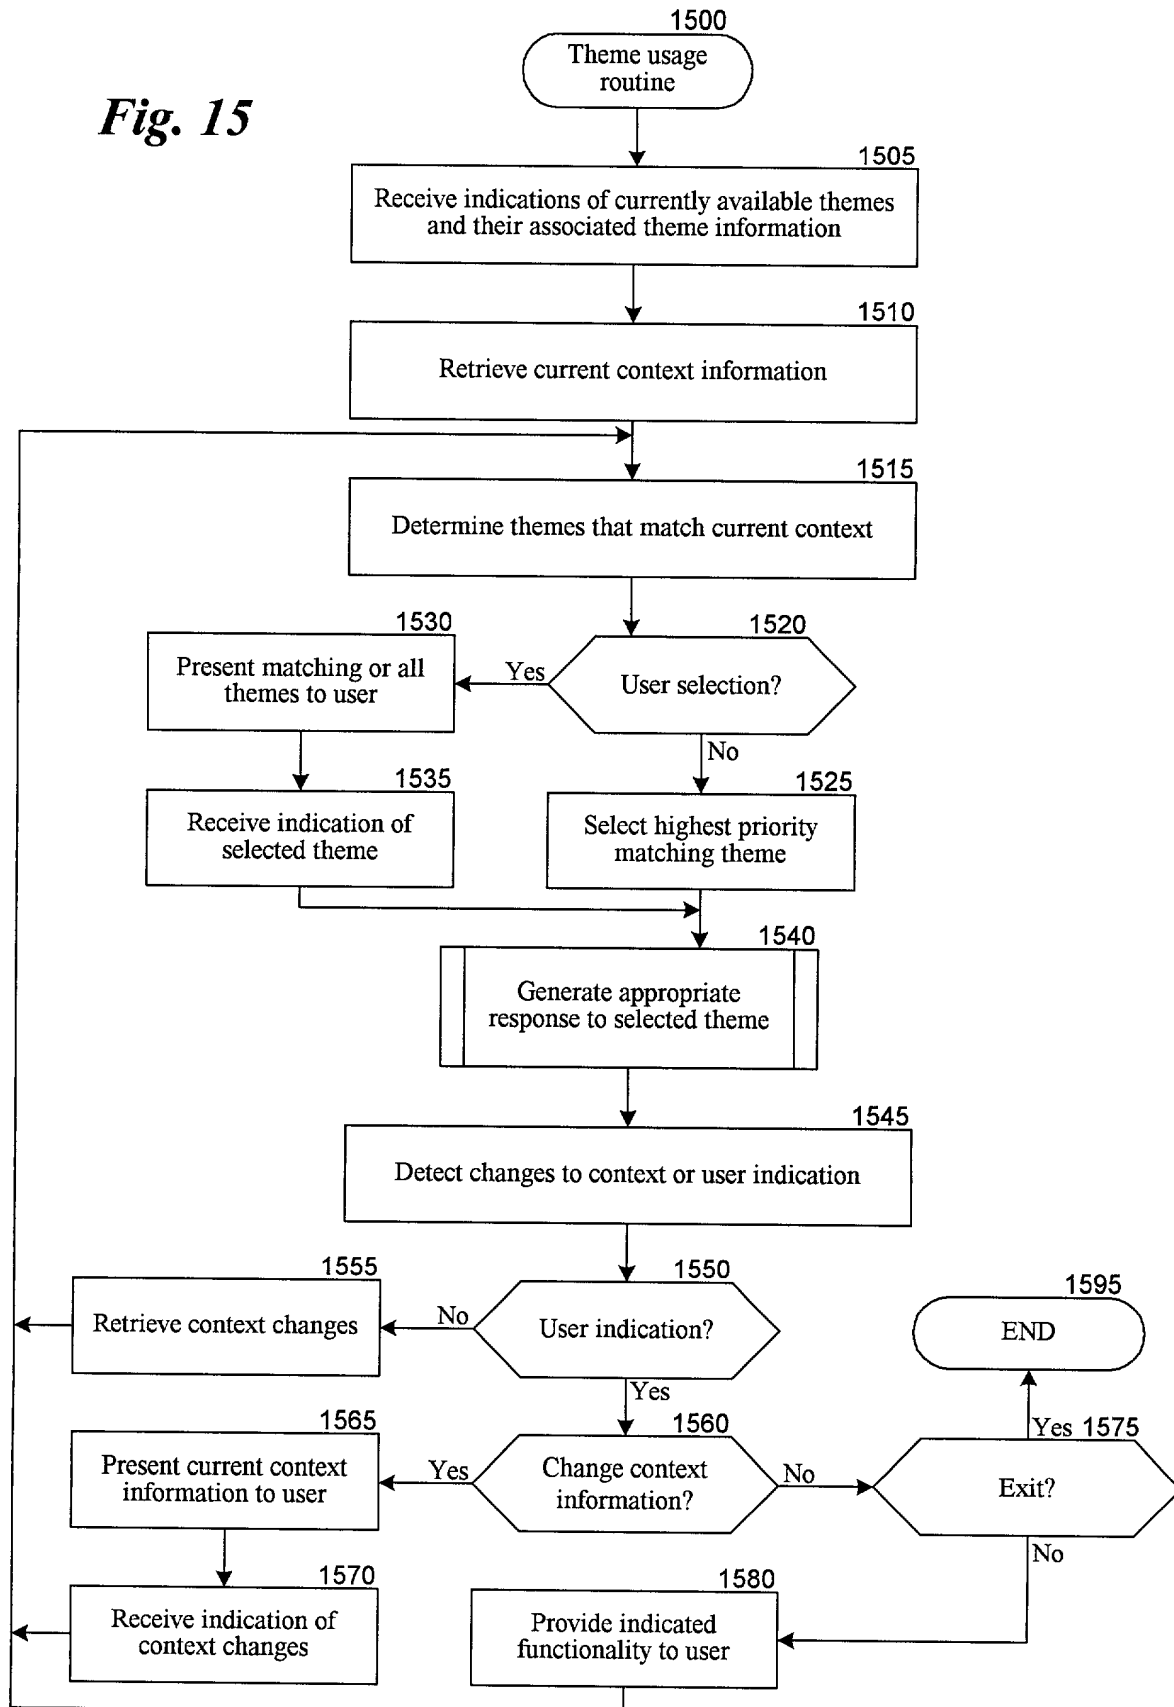 1500
Theme usage
routine
Fig. 15
1505
Receive indications of currently available themes
and their associated theme information
1510
Retrieve current context information
1515
Determine themes that match current context
1530
Present matching or all
themes to user
Yes
1520
User selection?
No
1535
Receive indication of
selected theme
1525
Select highest priority
matching theme
1540
Generate appropriate
response to selected theme
1545
Detect changes to context or user indication
1555
Retrieve context changes
No
1550
User indication?
Yes
1595
END
1565
Present current context
information to user
Yes
1560
Change context
information?
No
Yes
1575
Exit?
No
1570
Receive indication of
context changes
1580
Provide indicated
functionality to user